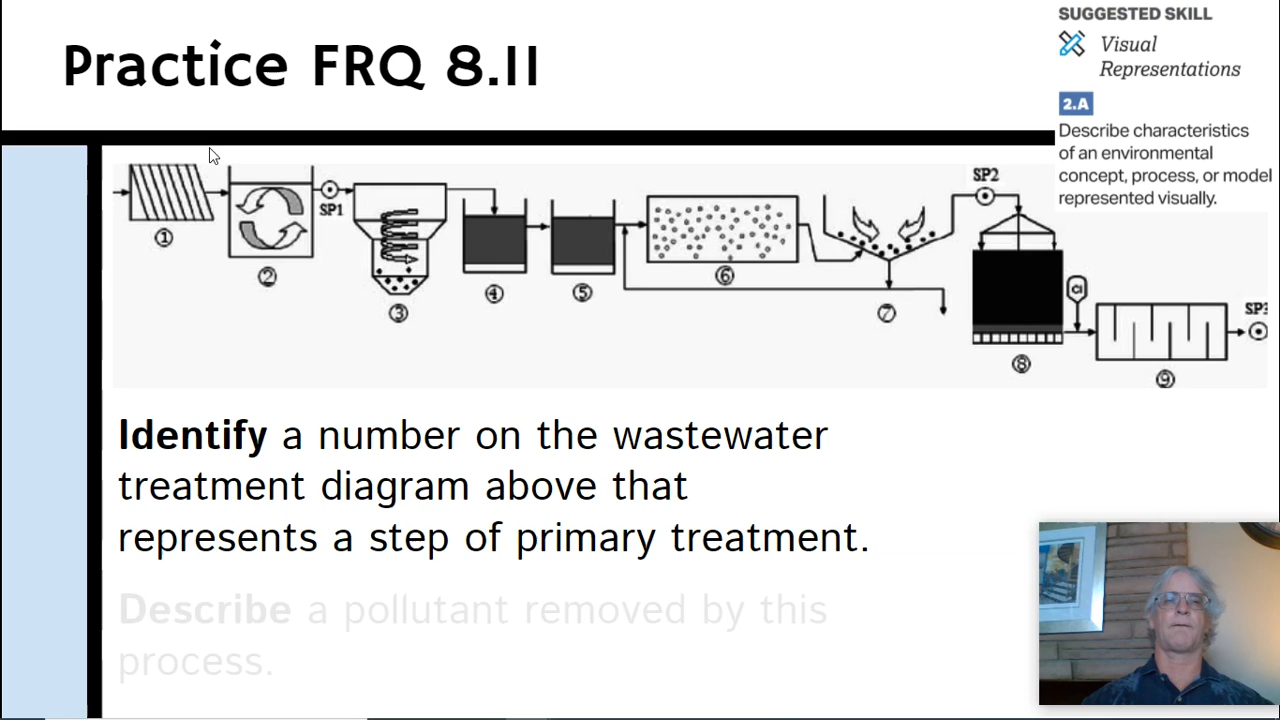 Practice FRQ 8.11
SUGGESTED SKILL
Visual
Representations
2.A
Describe characteristics
of an environmental
concept, process, or model
represented visually.
SP1
SP2
Cl
SP3
①
②
③
④
⑤
⑥
⑦
⑧
⑨
Identify a number on the wastewater
treatment diagram above that
represents a step of primary treatment.
Describe a pollutant removed by this
process.